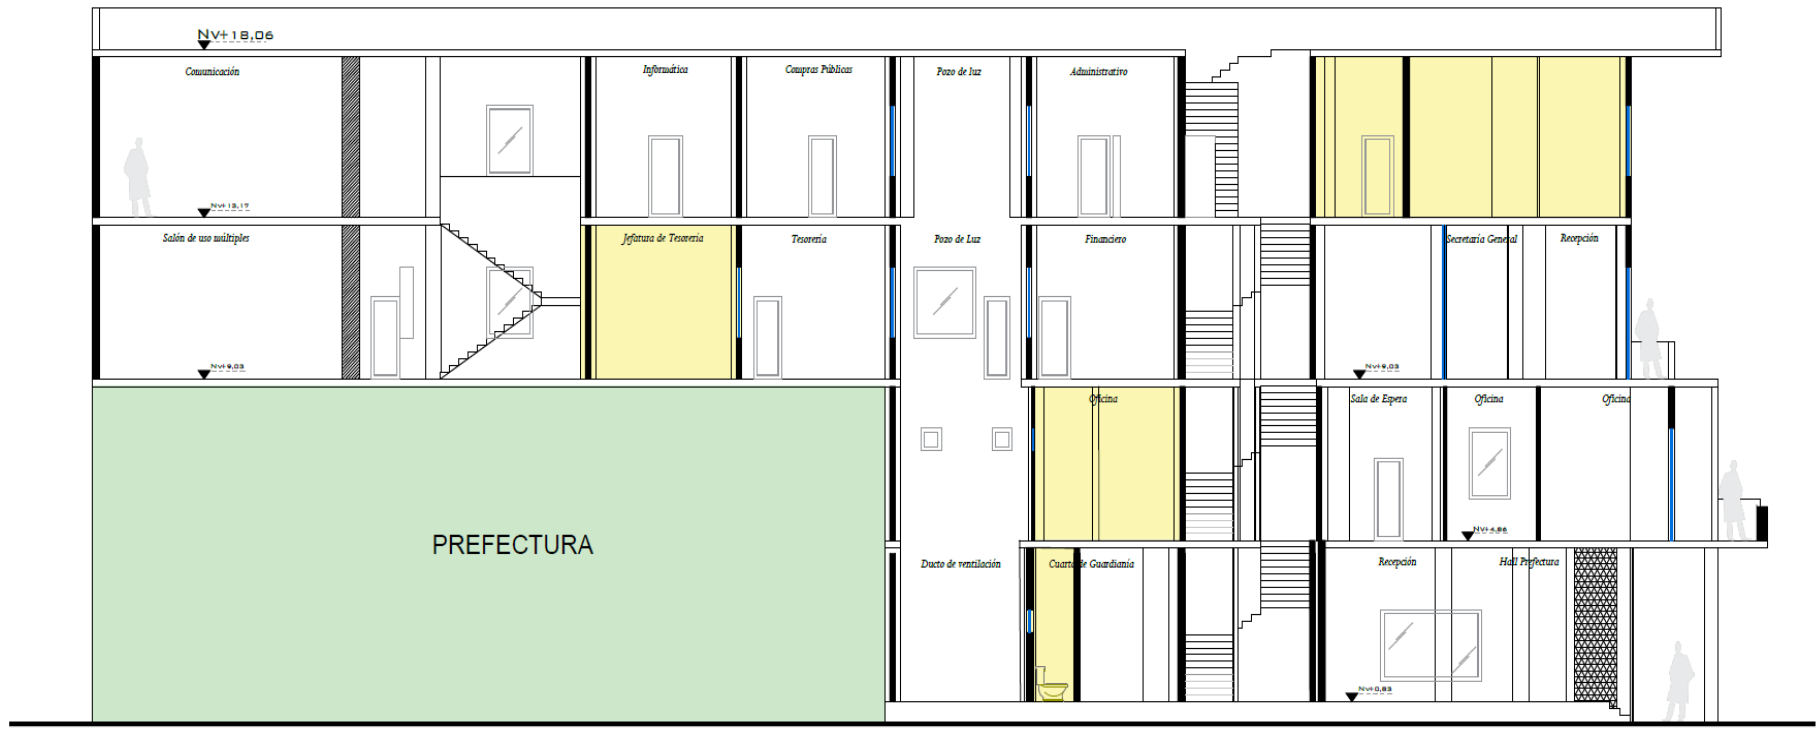 Nv+18,06
Comunicación
Informática
Compras Públicas
Pozo de luz
Administrativo
Nv+13,17
Salón de uso múltiples
Jefatura de Tesorería
Tesorería
Pozo de Luz
Financiero
Secretaría General
Recepción
Nv+9,03
Nv+9,03
Oficina
Sala de Espera
Oficina
Oficina
PREFECTURA
Nv+4,86
Ducto de ventilación
Cuarto de Guardianía
Recepción
Hall Prefectura
Nv+0,83